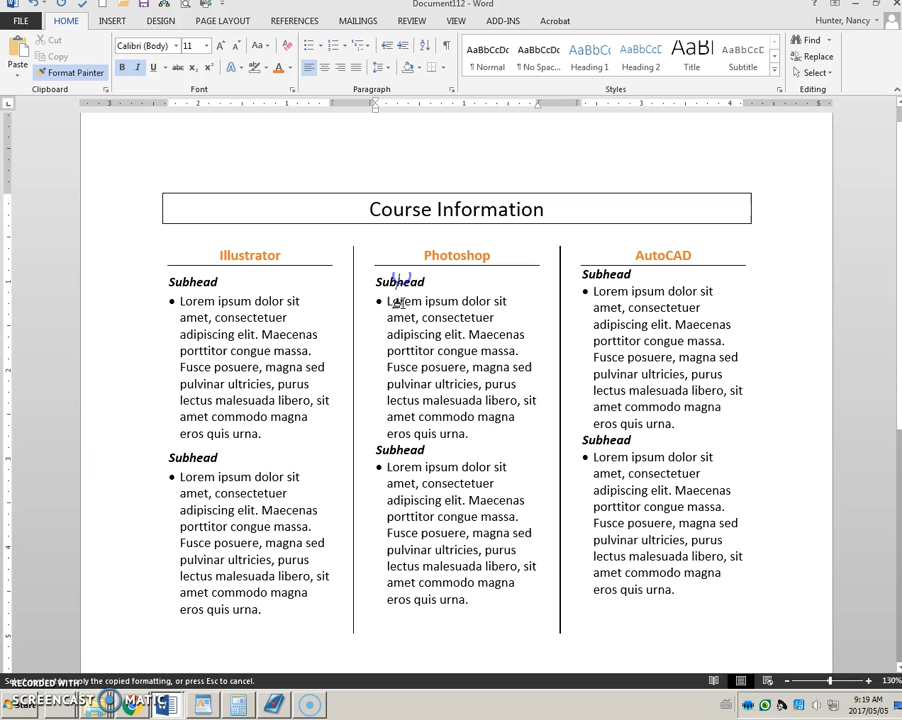 Document112 - Word
Hunter, Nancy
FILE HOME INSERT DESIGN PAGE LAYOUT REFERENCES MAILINGS REVIEW VIEW ADD-INS Acrobat
Paste
Cut
Copy
Format Painter
Clipboard
Calibri (Body) 11
B I U abc x₂ x²
Font
Paragraph
AaBbCcDc AaBbCcDc AaBbCc AaBbCcD AaBI AaBbCcD
¶ Normal ¶ No Spac... Heading 1 Heading 2 Title Subtitle
Styles
Find
Replace
Select
Editing
Course Information
Illustrator
Subhead
• Lorem ipsum dolor sit
amet, consectetuer
adipiscing elit. Maecenas
porttitor congue massa.
Fusce posuere, magna sed
pulvinar ultricies, purus
lectus malesuada libero, sit
amet commodo magna
eros quis urna.
Subhead
• Lorem ipsum dolor sit
amet, consectetuer
adipiscing elit. Maecenas
porttitor congue massa.
Fusce posuere, magna sed
pulvinar ultricies, purus
lectus malesuada libero, sit
amet commodo magna
eros quis urna.
Photoshop
Subhead
• Lorem ipsum dolor sit
amet, consectetuer
adipiscing elit. Maecenas
porttitor congue massa.
Fusce posuere, magna sed
pulvinar ultricies, purus
lectus malesuada libero, sit
amet commodo magna
eros quis urna.
Subhead
• Lorem ipsum dolor sit
amet, consectetuer
adipiscing elit. Maecenas
porttitor congue massa.
Fusce posuere, magna sed
pulvinar ultricies, purus
lectus malesuada libero, sit
amet commodo magna
eros quis urna.
AutoCAD
Subhead
• Lorem ipsum dolor sit
amet, consectetuer
adipiscing elit. Maecenas
porttitor congue massa.
Fusce posuere, magna sed
pulvinar ultricies, purus
lectus malesuada libero, sit
amet commodo magna
eros quis urna.
Subhead
• Lorem ipsum dolor sit
amet, consectetuer
adipiscing elit. Maecenas
porttitor congue massa.
Fusce posuere, magna sed
pulvinar ultricies, purus
lectus malesuada libero, sit
amet commodo magna
eros quis urna.
apply the copied formatting, or press Esc to cancel.
130%
RECORDED WITH
SCREENCAST MATIC
Start
9:19 AM
2017/05/05